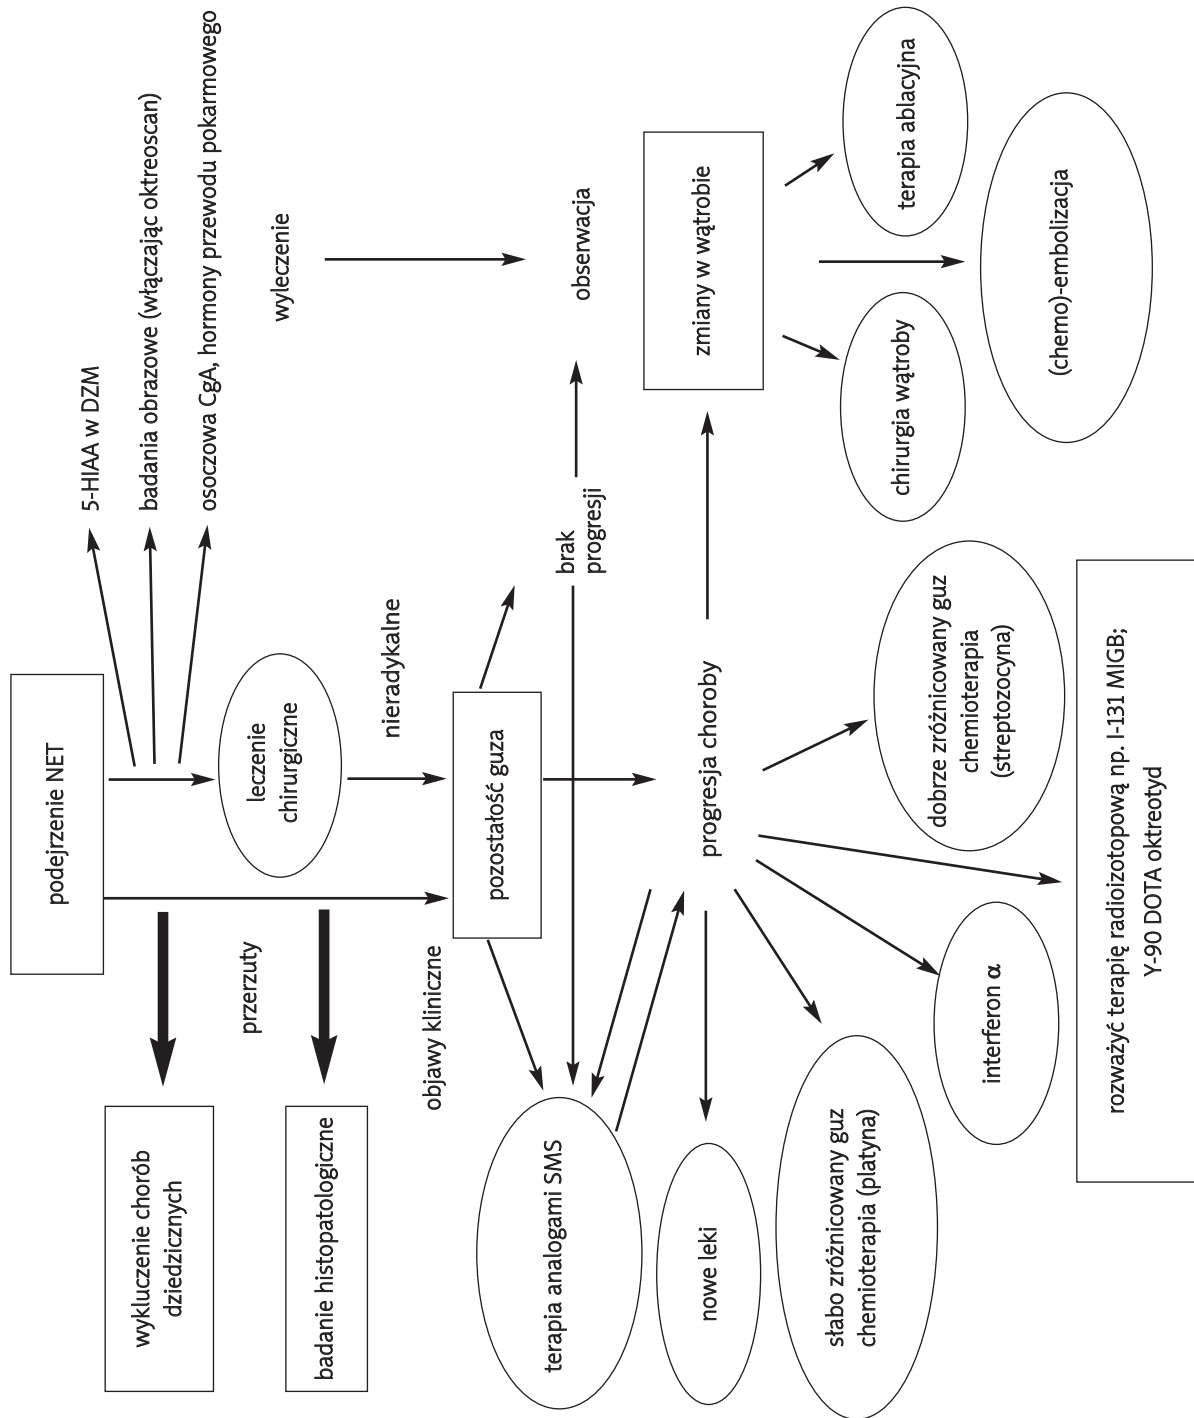 podejrzenie NET
5-HIAA w DZM
badania obrazowe (włączając oktreoscan)
osoczowa CgA, hormony przewodu pokarmowego
wykluczenie chorób
dziedzicznych
przerzuty
leczenie
chirurgiczne
wyleczenie
badanie histopatologiczne
nieradykalne
objawy kliniczne
pozostałość guza
brak
progresji
obserwacja
terapia analogami SMS
progresja choroby
zmiany w wątrobie
nowe leki
słabo zróżnicowany guz
chemioterapia (platyna)
interferon α
dobrze zróżnicowany guz
chemioterapia
(streptozocyna)
chirurgia wątroby
terapia ablacyjna
(chemo)-embolizacja
rozważyć terapię radioizotopową np. I-131 MIGB;
Y-90 DOTA oktreotyd